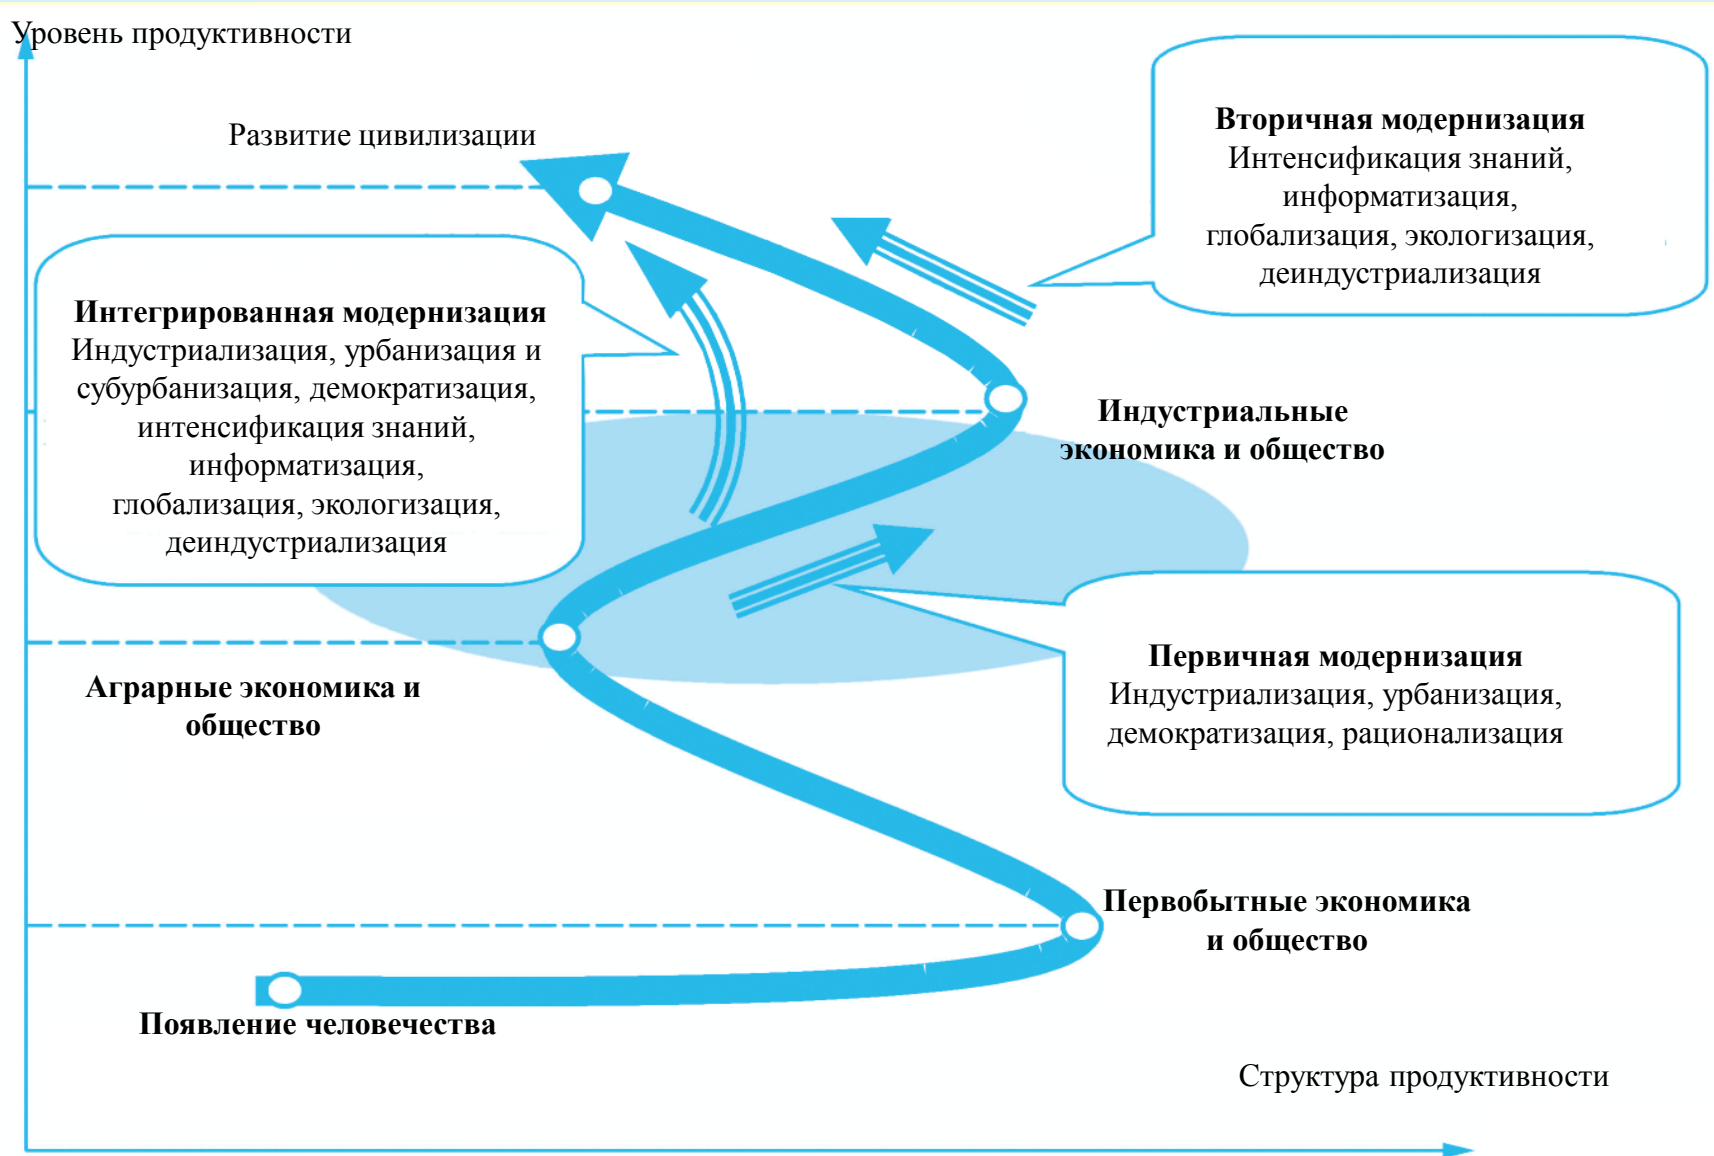 Уровень продуктивности
Развитие цивилизации
Вторичная модернизация
Интенсификация знаний,
информатизация,
глобализация, экологизация,
деиндустриализация
Интегрированная модернизация
Индустриализация, урбанизация и
субурбанизация, демократизация,
интенсификация знаний,
информатизация,
глобализация, экологизация,
деиндустриализация
Индустриальные
экономика и общество
Первичная модернизация
Индустриализация, урбанизация,
демократизация, рационализация
Аграрные экономика и
общество
Первобытные экономика
и общество
Появление человечества
Структура продуктивности